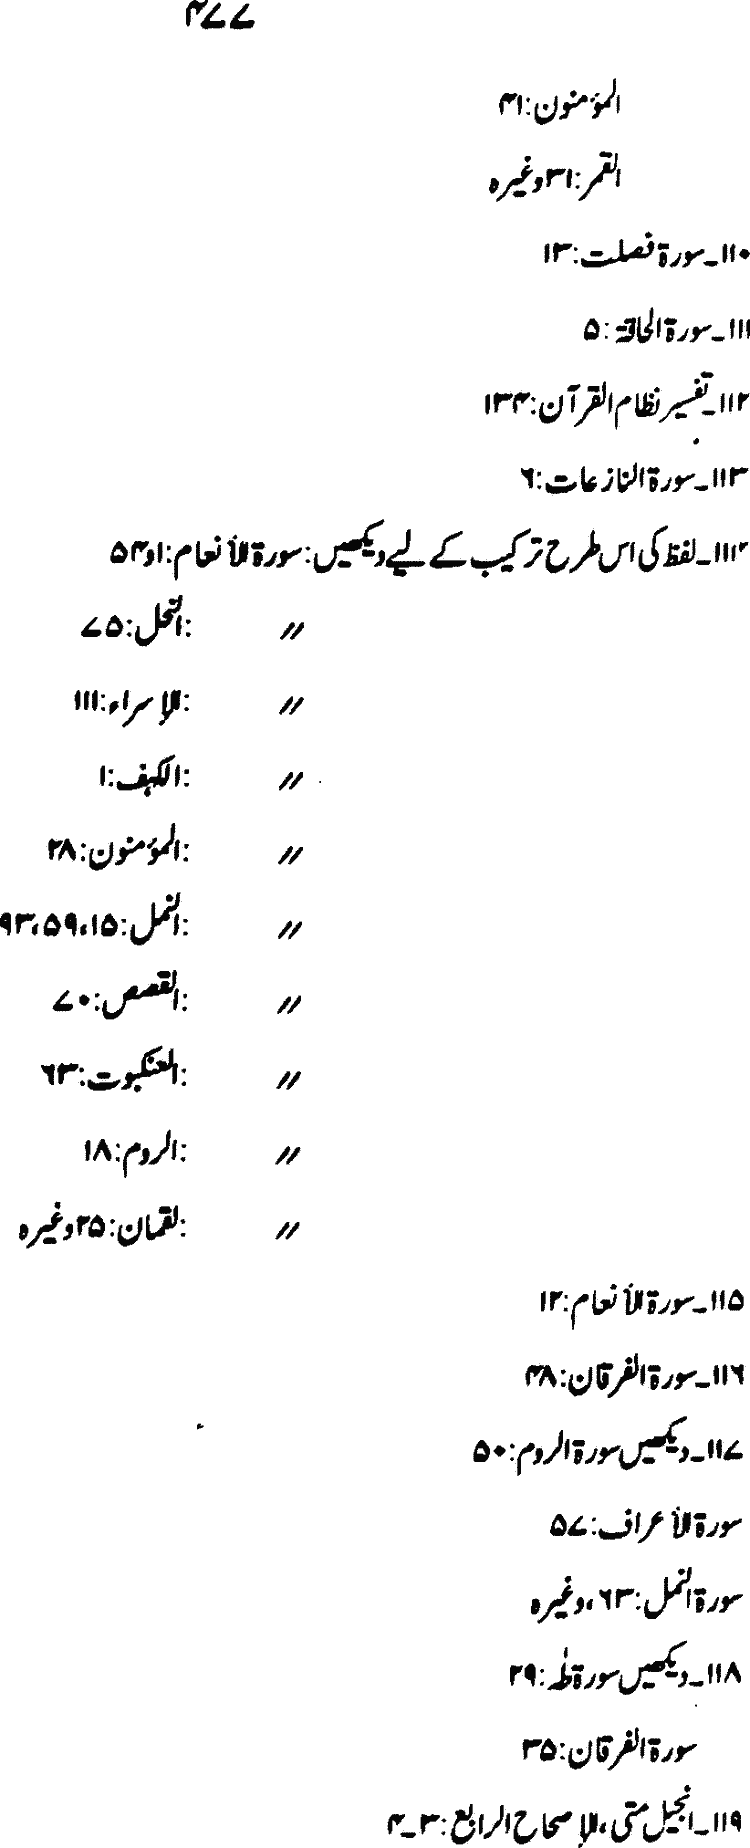 ۴۷۷
المؤمنون:۴۱
القمر:۳۱ وغیرہ
۱۱۰۔سورۃ فصلت:۱۳
۱۱۱۔سورۃ الحاقۃ:۵
۱۱۲۔تفسیر نظام القرآن:۱۳۴
۱۱۳۔سورۃ النازعات:۶
۱۱۴۔لفظ کی اس طرح ترکیب کے لیے دیکھیں:سورۃ الأنعام:۱و۵۴
〃 :النحل:۷۵
〃 :الإسراء:۱۱۱
〃 :الکہف:۱
〃 :المؤمنون:۲۸
〃 :النمل:۱۵،۵۹،۹۳
〃 :القصص:۷۰
〃 :العنکبوت:۶۳
〃 :الروم:۱۸
〃 :لقمان:۲۵ وغیرہ
۱۱۵۔سورۃ الأنعام:۱۲
۱۱۶۔سورۃ الفرقان:۴۸
۱۱۷۔دیکھیں سورۃ الروم:۵۰
سورۃ الأعراف:۵۷
سورۃ النمل:۶۳،وغیرہ
۱۱۸۔دیکھیں سورۃ طٰہ:۲۹
سورۃ الفرقان:۳۵
۱۱۹۔انجیل متی،الإصحاح الرابع:۳۔۴